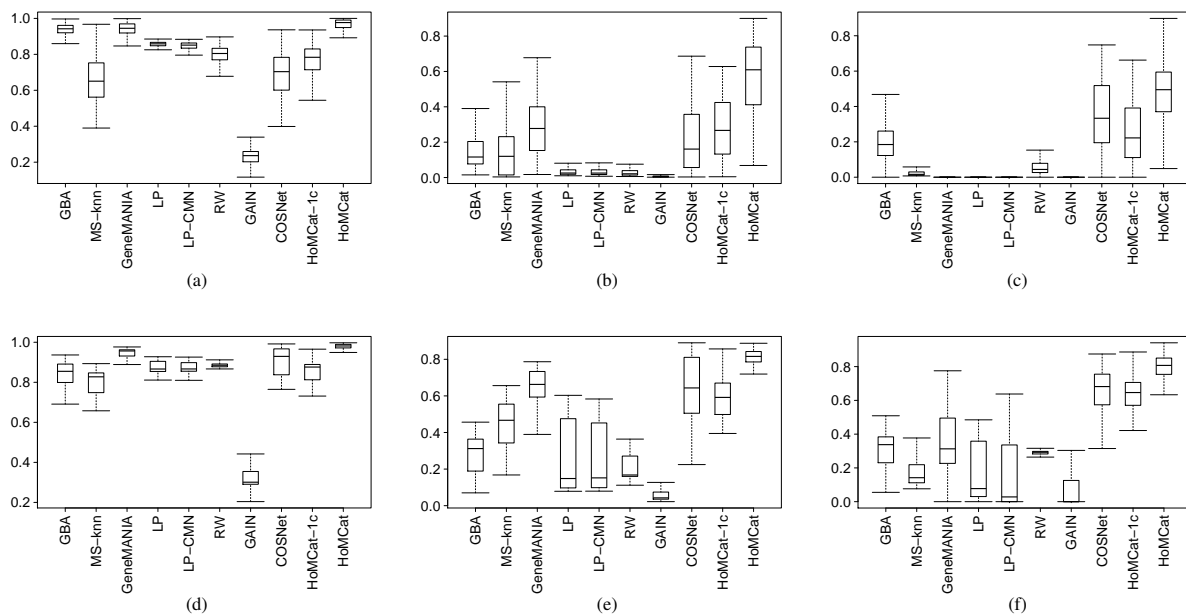 1.0
0.8
0.6
0.4
0.2
GBA
MS-knn
GeneMANIA
LP
LP-CMN
RW
GAIN
COSNet
HoMCat-1c
HoMCat
(a)
0.8
0.6
0.4
0.2
0.0
GBA
MS-knn
GeneMANIA
LP
LP-CMN
RW
GAIN
COSNet
HoMCat-1c
HoMCat
(b)
0.8
0.6
0.4
0.2
0.0
GBA
MS-knn
GeneMANIA
LP
LP-CMN
RW
GAIN
COSNet
HoMCat-1c
HoMCat
(c)
1.0
0.8
0.6
0.4
0.2
GBA
MS-knn
GeneMANIA
LP
LP-CMN
RW
GAIN
COSNet
HoMCat-1c
HoMCat
(d)
0.8
0.6
0.4
0.2
0.0
GBA
MS-knn
GeneMANIA
LP
LP-CMN
RW
GAIN
COSNet
HoMCat-1c
HoMCat
(e)
0.8
0.6
0.4
0.2
0.0
GBA
MS-knn
GeneMANIA
LP
LP-CMN
RW
GAIN
COSNet
HoMCat-1c
HoMCat
(f)